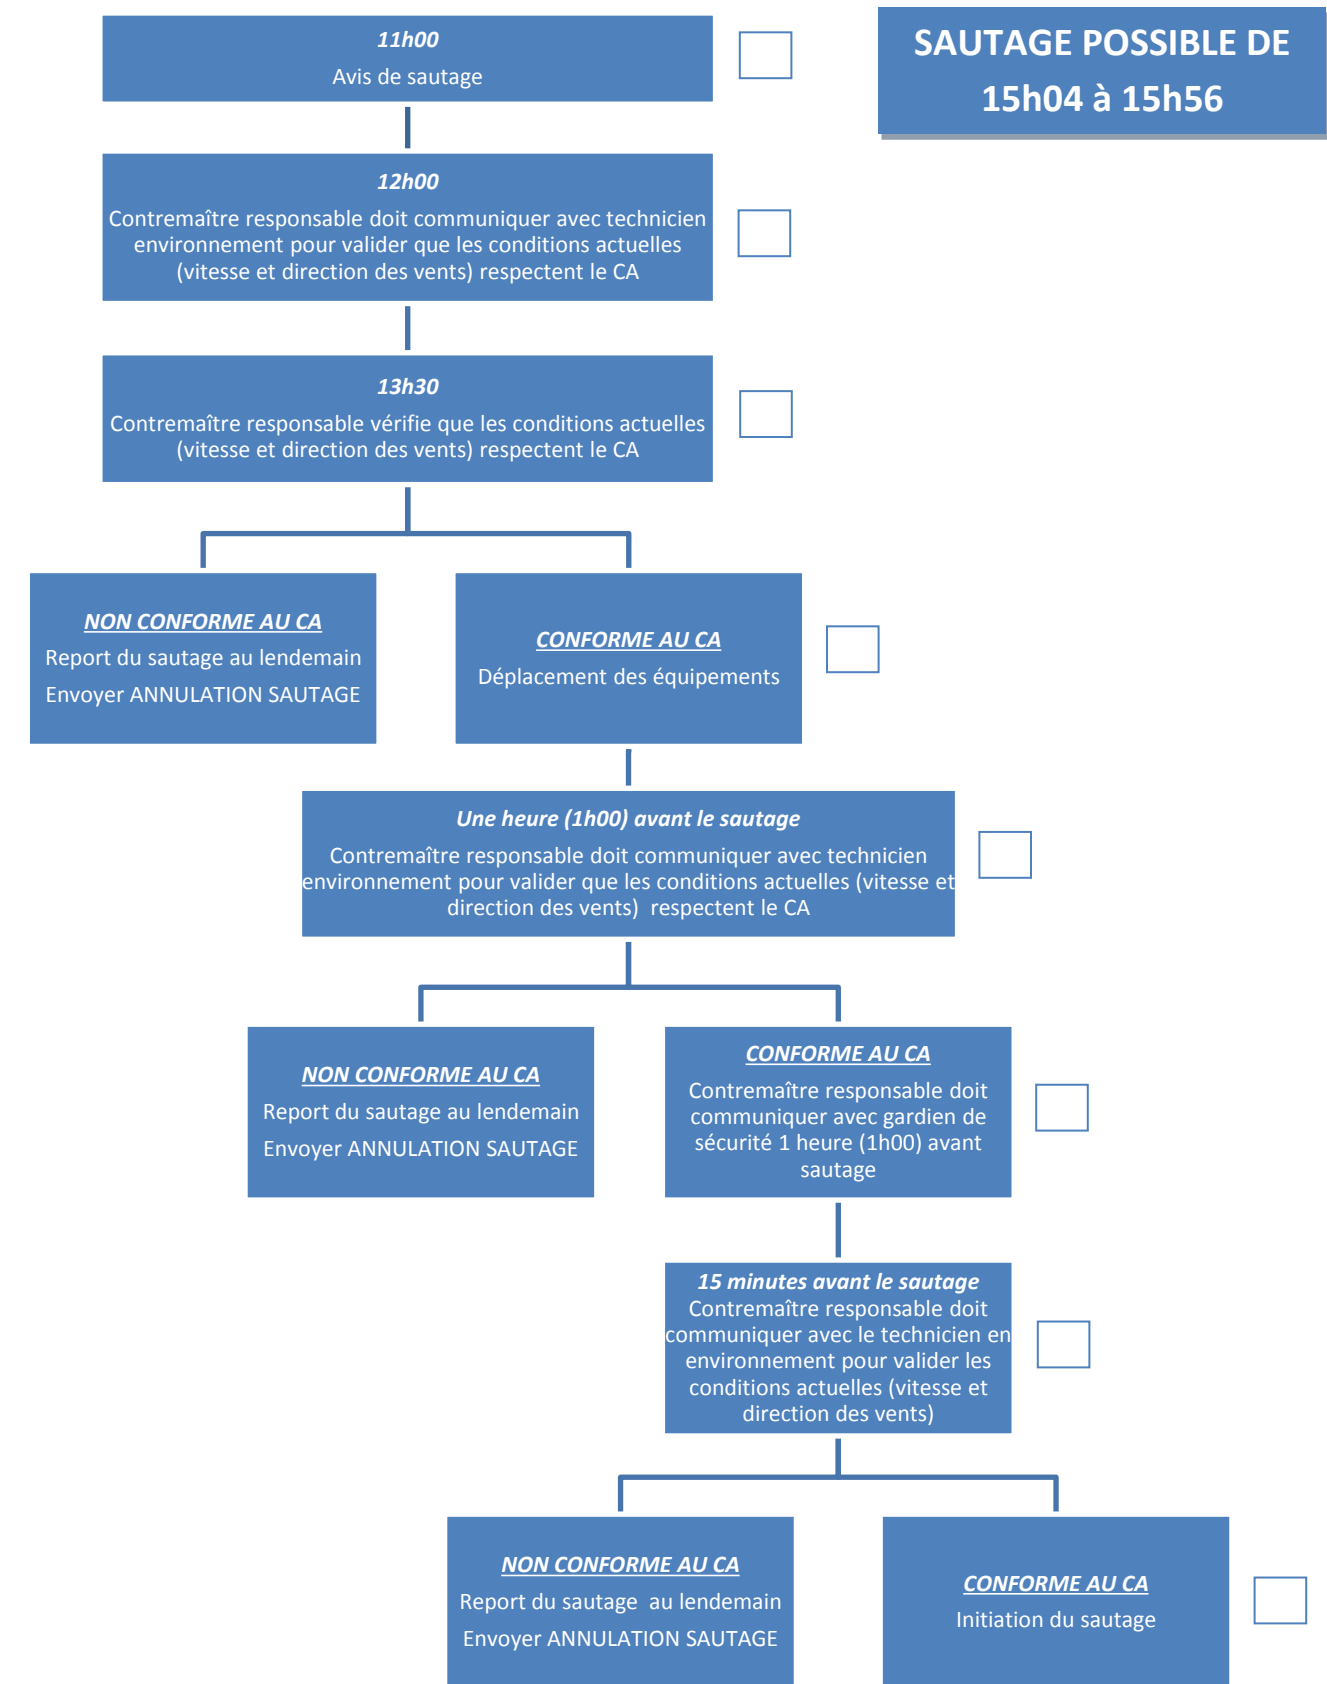 11h00
Avis de sautage
SAUTAGE POSSIBLE DE
15h04 à 15h56
12h00
Contremaître responsable doit communiquer avec technicien
environnement pour valider que les conditions actuelles
(vitesse et direction des vents) respectent le CA
13h30
Contremaître responsable vérifie que les conditions actuelles
(vitesse et direction des vents) respectent le CA
NON CONFORME AU CA
Report du sautage au lendemain
Envoyer ANNULATION SAUTAGE
CONFORME AU CA
Déplacement des équipements
Une heure (1h00) avant le sautage
Contremaître responsable doit communiquer avec technicien
environnement pour valider que les conditions actuelles (vitesse et
direction des vents) respectent le CA
NON CONFORME AU CA
Report du sautage au lendemain
Envoyer ANNULATION SAUTAGE
CONFORME AU CA
Contremaître responsable doit
communiquer avec gardien de
sécurité 1 heure (1h00) avant
sautage
15 minutes avant le sautage
Contremaître responsable doit
communiquer avec le technicien en
environnement pour valider les
conditions actuelles (vitesse et
direction des vents)
NON CONFORME AU CA
Report du sautage au lendemain
Envoyer ANNULATION SAUTAGE
CONFORME AU CA
Initiation du sautage